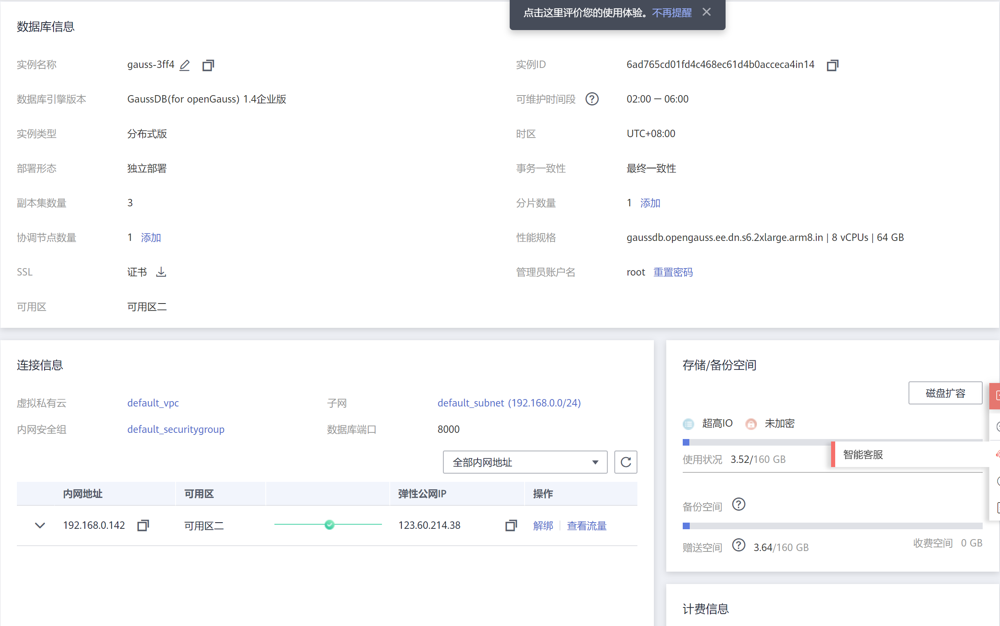 点击这里评价您的使用体验。不再提醒
数据库信息
实例名称 gauss-3ff4 实例ID 6ad765cd01fd4c468ec61d4b0acceca4in14
数据库引擎版本 GaussDB(for openGauss) 1.4企业版 可维护时间段 ? 02:00 — 06:00
实例类型 分布式版 时区 UTC+08:00
部署形态 独立部署 事务一致性 最终一致性
副本集数量 3 分片数量 1 添加
协调节点数量 1 添加 性能规格 gaussdb.opengauss.ee.dn.s6.2xlarge.arm8.in | 8 vCPUs | 64 GB
SSL 证书 管理员账户名 root 重置密码
可用区 可用区二
连接信息
虚拟私有云 default_vpc 子网 default_subnet (192.168.0.0/24)
内网安全组 default_securitygroup 数据库端口 8000
全部内网地址
内网地址 可用区 弹性公网IP 操作
192.168.0.142 可用区二 123.60.214.38 解绑 查看流量
存储/备份空间
磁盘扩容
超高IO 未加密
使用状况 3.52/160 GB
智能客服
备份空间 ?
赠送空间 ? 3.64/160 GB 收费空间 0 GB
计费信息